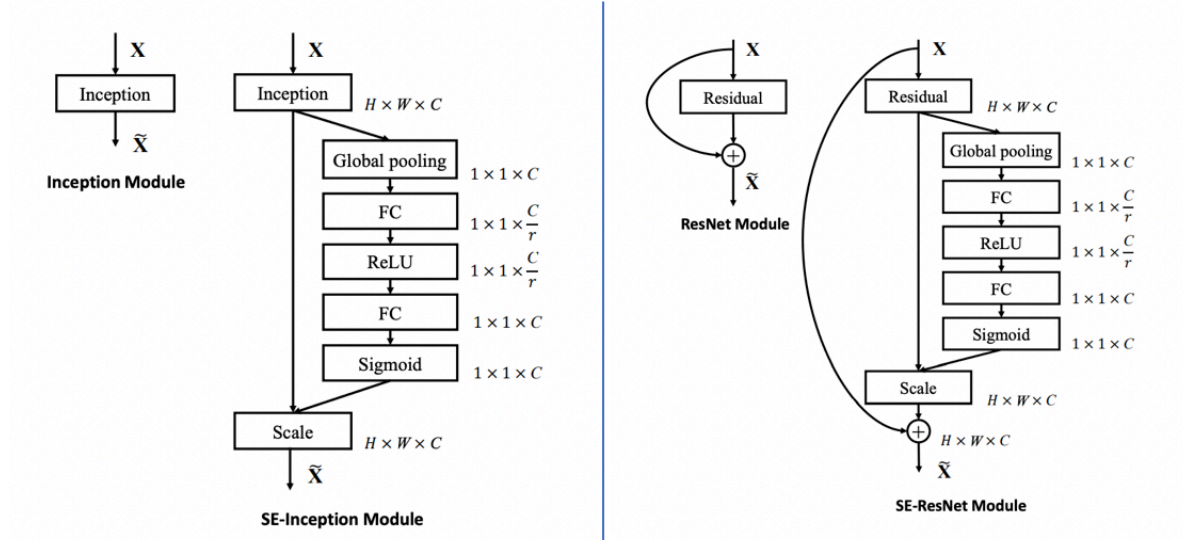 X
Inception
X̃
Inception Module
X
Inception
H × W × C
Global pooling
1 × 1 × C
FC
1 × 1 × C/r
ReLU
1 × 1 × C/r
FC
1 × 1 × C
Sigmoid
1 × 1 × C
Scale
H × W × C
X̃
SE-Inception Module
X
Residual
+
X̃
ResNet Module
X
Residual
H × W × C
Global pooling
1 × 1 × C
FC
1 × 1 × C/r
ReLU
1 × 1 × C/r
FC
1 × 1 × C
Sigmoid
1 × 1 × C
Scale
H × W × C
+
H × W × C
X̃
SE-ResNet Module